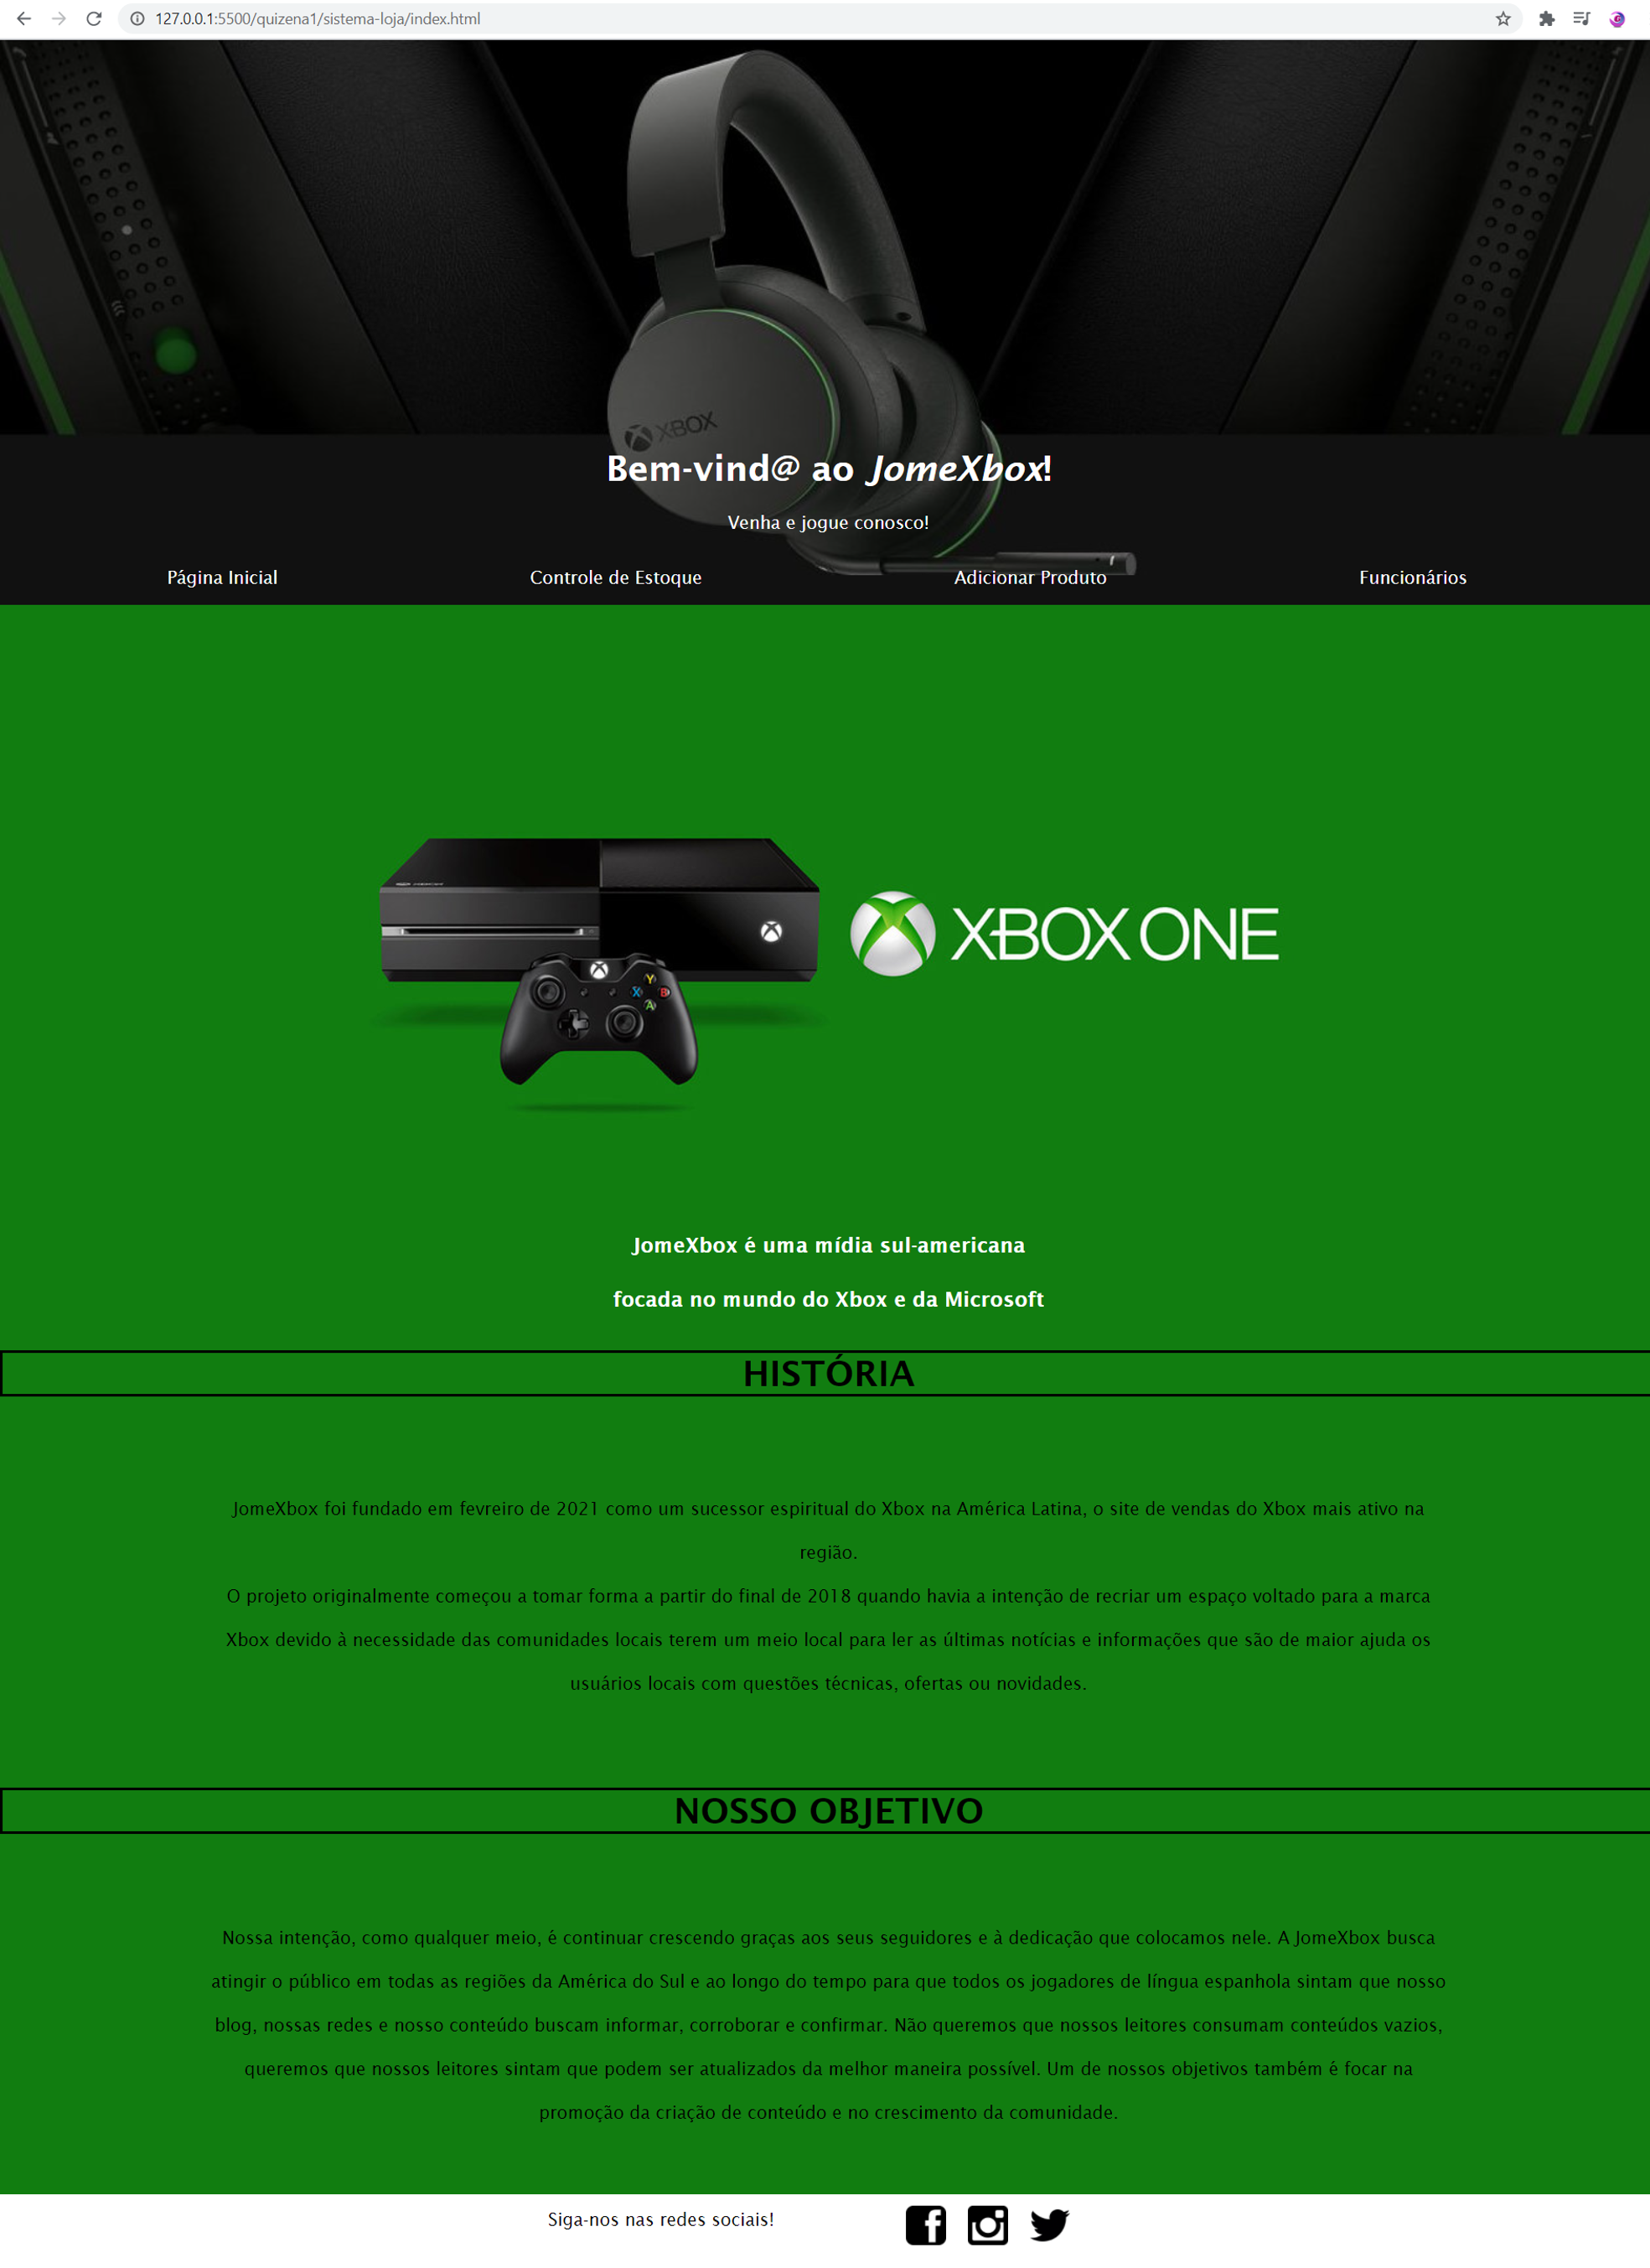 127.0.0.1:5500/quizena1/sistema-loja/index.html
XBOX
Bem-vind@ ao JomeXbox!
Venha e jogue conosco!
Página Inicial
Controle de Estoque
Adicionar Produto
Funcionários
XBOX ONE
Y
X
B
A
JomeXbox é uma mídia sul-americana
focada no mundo do Xbox e da Microsoft
HISTÓRIA
JomeXbox foi fundado em fevreiro de 2021 como um sucessor espiritual do Xbox na América Latina, o site de vendas do Xbox mais ativo na
região.
O projeto originalmente começou a tomar forma a partir do final de 2018 quando havia a intenção de recriar um espaço voltado para a marca
Xbox devido à necessidade das comunidades locais terem um meio local para ler as últimas notícias e informações que são de maior ajuda os
usuários locais com questões técnicas, ofertas ou novidades.
NOSSO OBJETIVO
Nossa intenção, como qualquer meio, é continuar crescendo graças aos seus seguidores e à dedicação que colocamos nele. A JomeXbox busca
atingir o público em todas as regiões da América do Sul e ao longo do tempo para que todos os jogadores de língua espanhola sintam que nosso
blog, nossas redes e nosso conteúdo buscam informar, corroborar e confirmar. Não queremos que nossos leitores consumam conteúdos vazios,
queremos que nossos leitores sintam que podem ser atualizados da melhor maneira possível. Um de nossos objetivos também é focar na
promoção da criação de conteúdo e no crescimento da comunidade.
Siga-nos nas redes sociais!